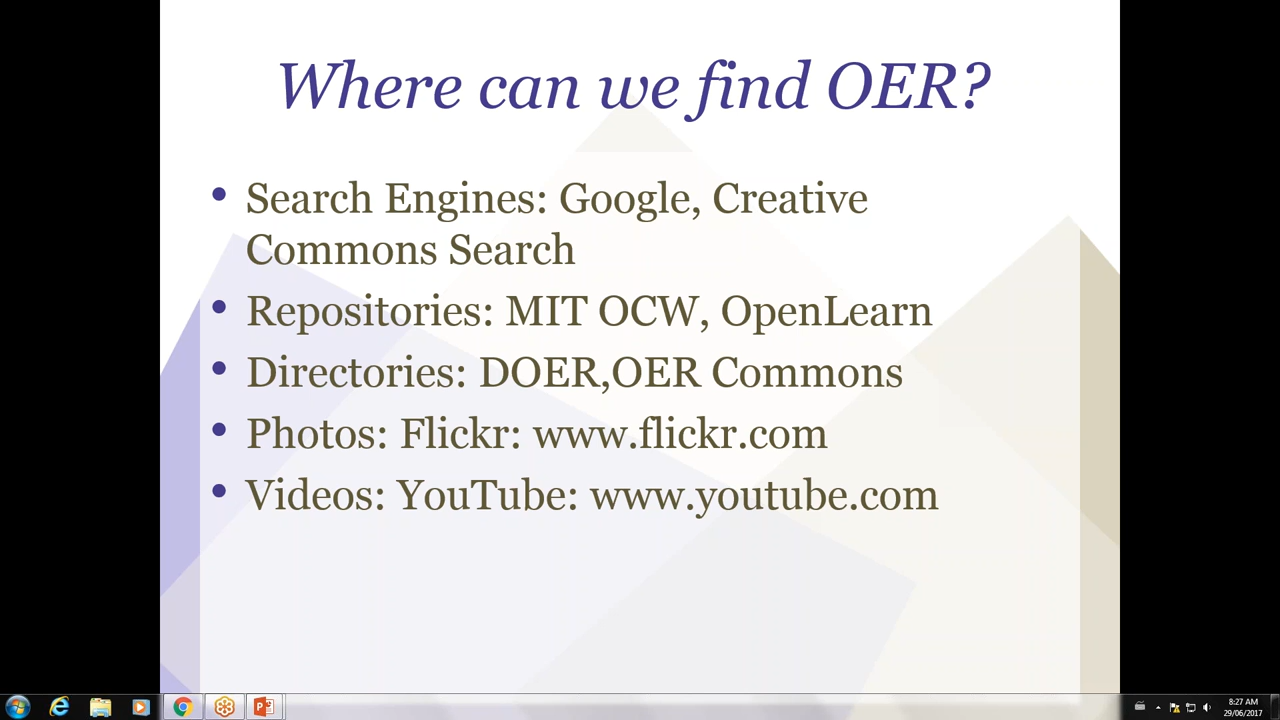 Where can we find OER?
• Search Engines: Google, Creative
Commons Search
• Repositories: MIT OCW, OpenLearn
• Directories: DOER,OER Commons
• Photos: Flickr: www.flickr.com
• Videos: YouTube: www.youtube.com
8:27 AM
29/06/2017